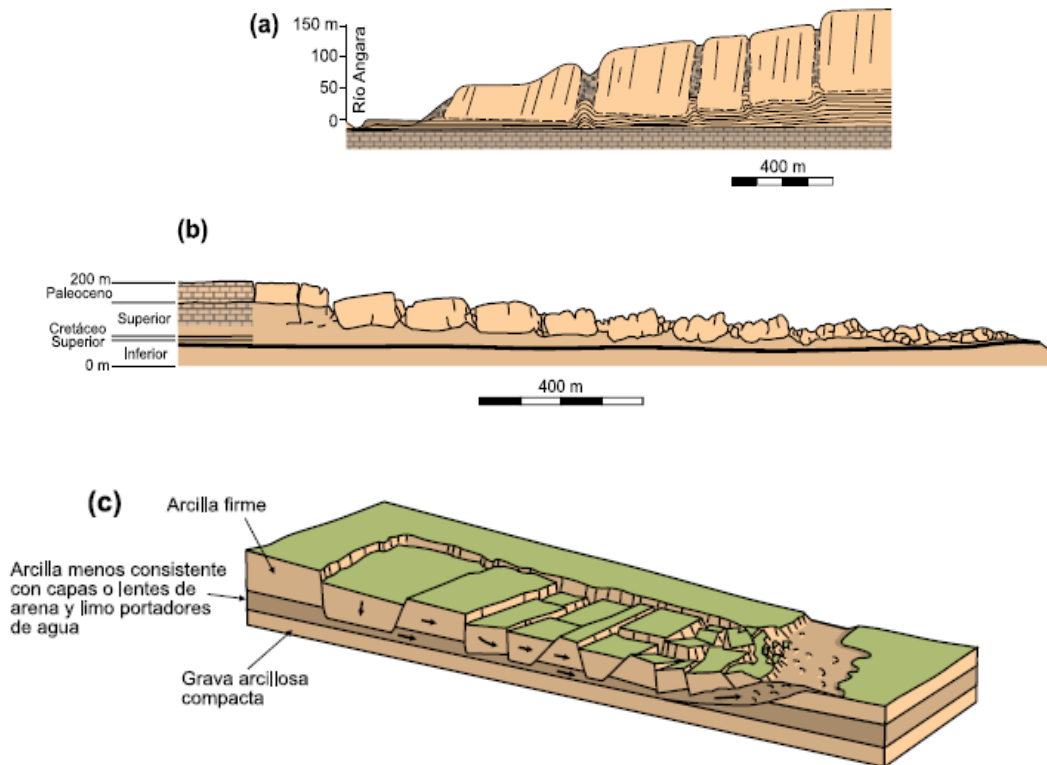 (a)
150 m
100
50
0
Río Angara
400 m
(b)
200 m
Paleoceno
Superior
Cretáceo
Superior
Inferior
0 m
400 m
(c)
Arcilla firme
Arcilla menos consistente
con capas o lentes de
arena y limo portadores
de agua
Grava arcillosa
compacta